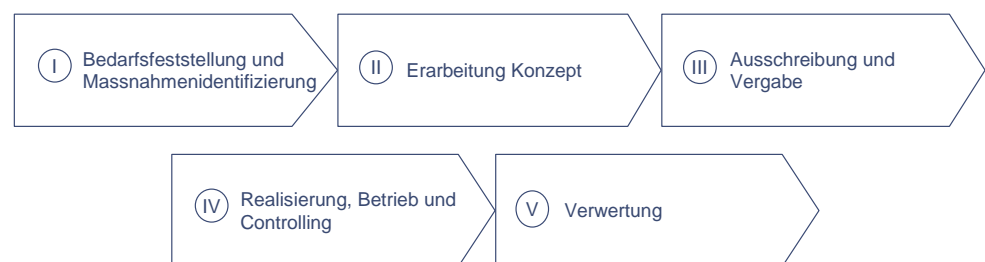 I
Bedarfsfeststellung und
Massnahmenidentifizierung
II
Erarbeitung Konzept
III
Ausschreibung und
Vergabe
IV
Realisierung, Betrieb und
Controlling
V
Verwertung